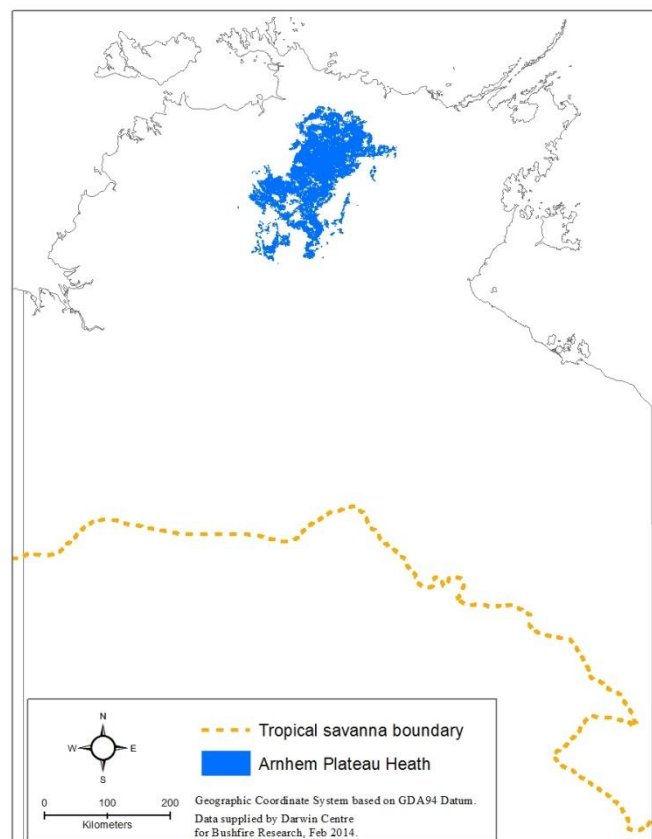 N
W E
S
0 100 200
Kilometers
Tropical savanna boundary
Arnhem Plateau Heath
Geographic Coordinate System based on GDA94 Datum.
Data supplied by Darwin Centre
for Bushfire Research, Feb 2014.